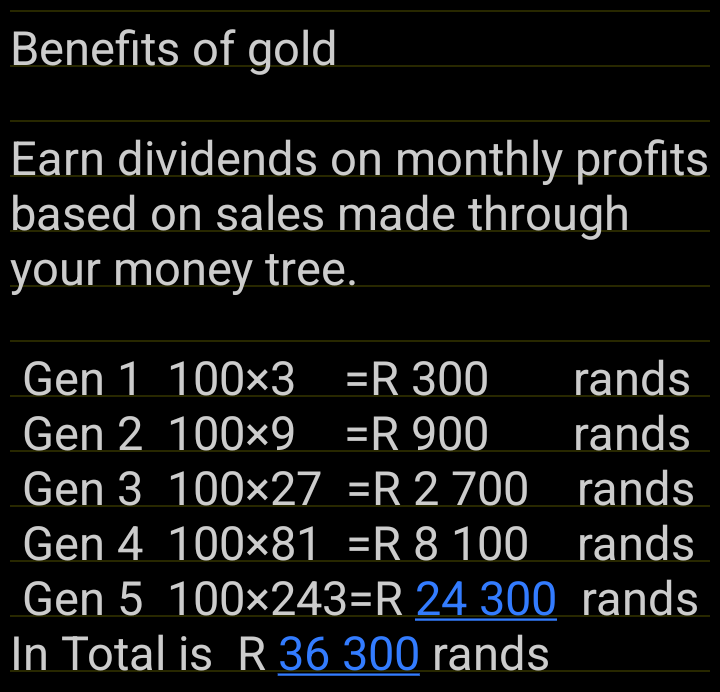 Benefits of gold
Earn dividends on monthly profits
based on sales made through
your money tree.
Gen 1 100×3 =R 300 rands
Gen 2 100×9 =R 900 rands
Gen 3 100×27 =R 2 700 rands
Gen 4 100×81 =R 8 100 rands
Gen 5 100×243=R 24 300 rands
In Total is R 36 300 rands